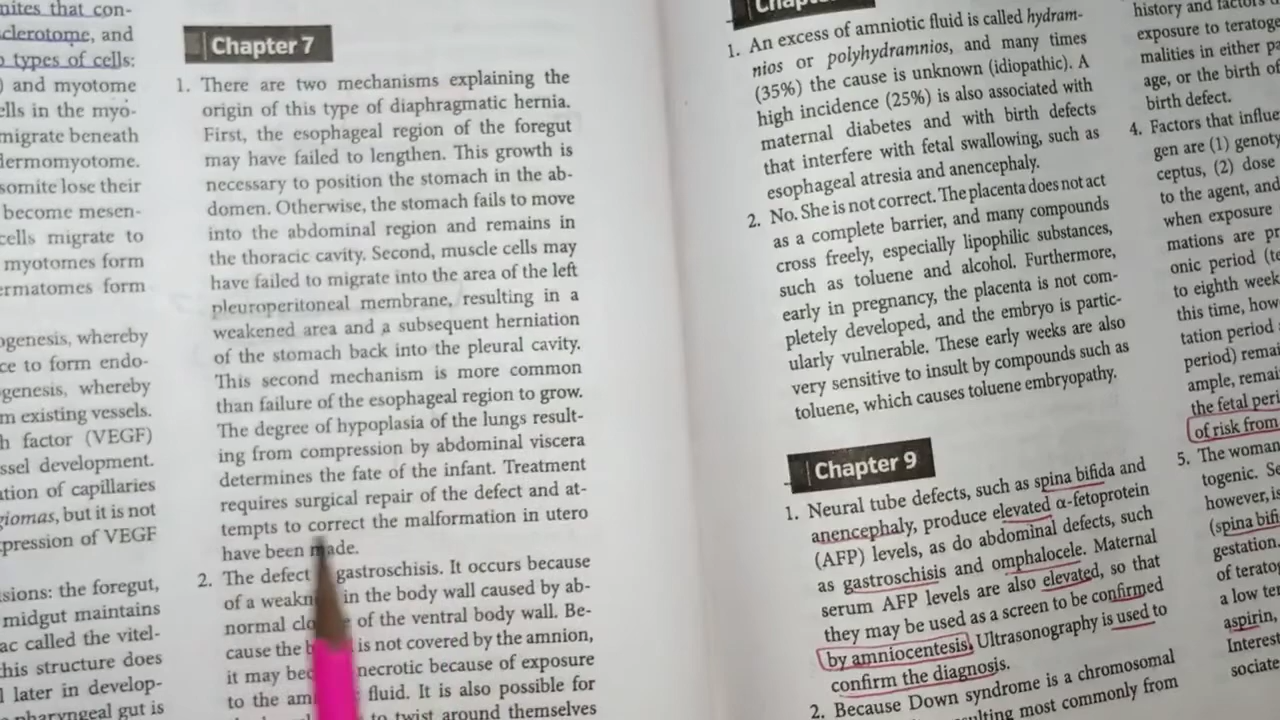 mites that con-
sclerotome, and
types of cells:
and myotome
cells in the myo-
migrate beneath
dermomyotome.
somite lose their
become mesen-
cells migrate to
myotomes form
ermatomes form
ogenesis, whereby
ce to form endo-
genesis, whereby
m existing vessels.
h factor (VEGF)
ssel development.
ation of capillaries
giomas, but it is not
pression of VEGF
sions: the foregut,
midgut maintains
ac called the vitel-
his structure does
l later in develop-
pharyngeal gut is
Chapter 7
1. There are two mechanisms explaining the
origin of this type of diaphragmatic hernia.
First, the esophageal region of the foregut
may have failed to lengthen. This growth is
necessary to position the stomach in the ab-
domen. Otherwise, the stomach fails to move
into the abdominal region and remains in
the thoracic cavity. Second, muscle cells may
have failed to migrate into the area of the left
pleuroperitoneal membrane, resulting in a
weakened area and a subsequent herniation
of the stomach back into the pleural cavity.
This second mechanism is more common
than failure of the esophageal region to grow.
The degree of hypoplasia of the lungs result-
ing from compression by abdominal viscera
determines the fate of the infant. Treatment
requires surgical repair of the defect and at-
tempts to correct the malformation in utero
have been made.
2. The defect gastroschisis. It occurs because
of a weakn in the body wall caused by ab-
normal clo of the ventral body wall. Be-
cause the b is not covered by the amnion,
it may bec necrotic because of exposure
to the am fluid. It is also possible for
to twist around themselves
1. An excess of amniotic fluid is called hydram-
nios or polyhydramnios, and many times
(35%) the cause is unknown (idiopathic). A
high incidence (25%) is also associated with
maternal diabetes and with birth defects
that interfere with fetal swallowing, such as
esophageal atresia and anencephaly.
2. No. She is not correct. The placenta does not act
as a complete barrier, and many compounds
cross freely, especially lipophilic substances,
such as toluene and alcohol. Furthermore,
early in pregnancy, the placenta is not com-
pletely developed, and the embryo is partic-
ularly vulnerable. These early weeks are also
very sensitive to insult by compounds such as
toluene, which causes toluene embryopathy.
Chapter 9
1. Neural tube defects, such as spina bifida and
anencephaly, produce elevated α-fetoprotein
(AFP) levels, as do abdominal defects, such
as gastroschisis and omphalocele. Maternal
serum AFP levels are also elevated, so that
they may be used as a screen to be confirmed
by amniocentesis. Ultrasonography is used to
confirm the diagnosis.
2. Because Down syndrome is a chromosomal
ulting most commonly from
history and factors
exposure to teratoge
malities in either pa
age, or the birth of
birth defect.
4. Factors that influe
gen are (1) genoty
ceptus, (2) dose
to the agent, and
when exposure
mations are pr
onic period (te
to eighth week
this time, how
tation period
period) remai
ample, remai
the fetal peri
of risk from
5. The woman
togenic. Se
however, is
(spina bif
gestation.
of terato
a low ten
aspirin,
Interes
sociate